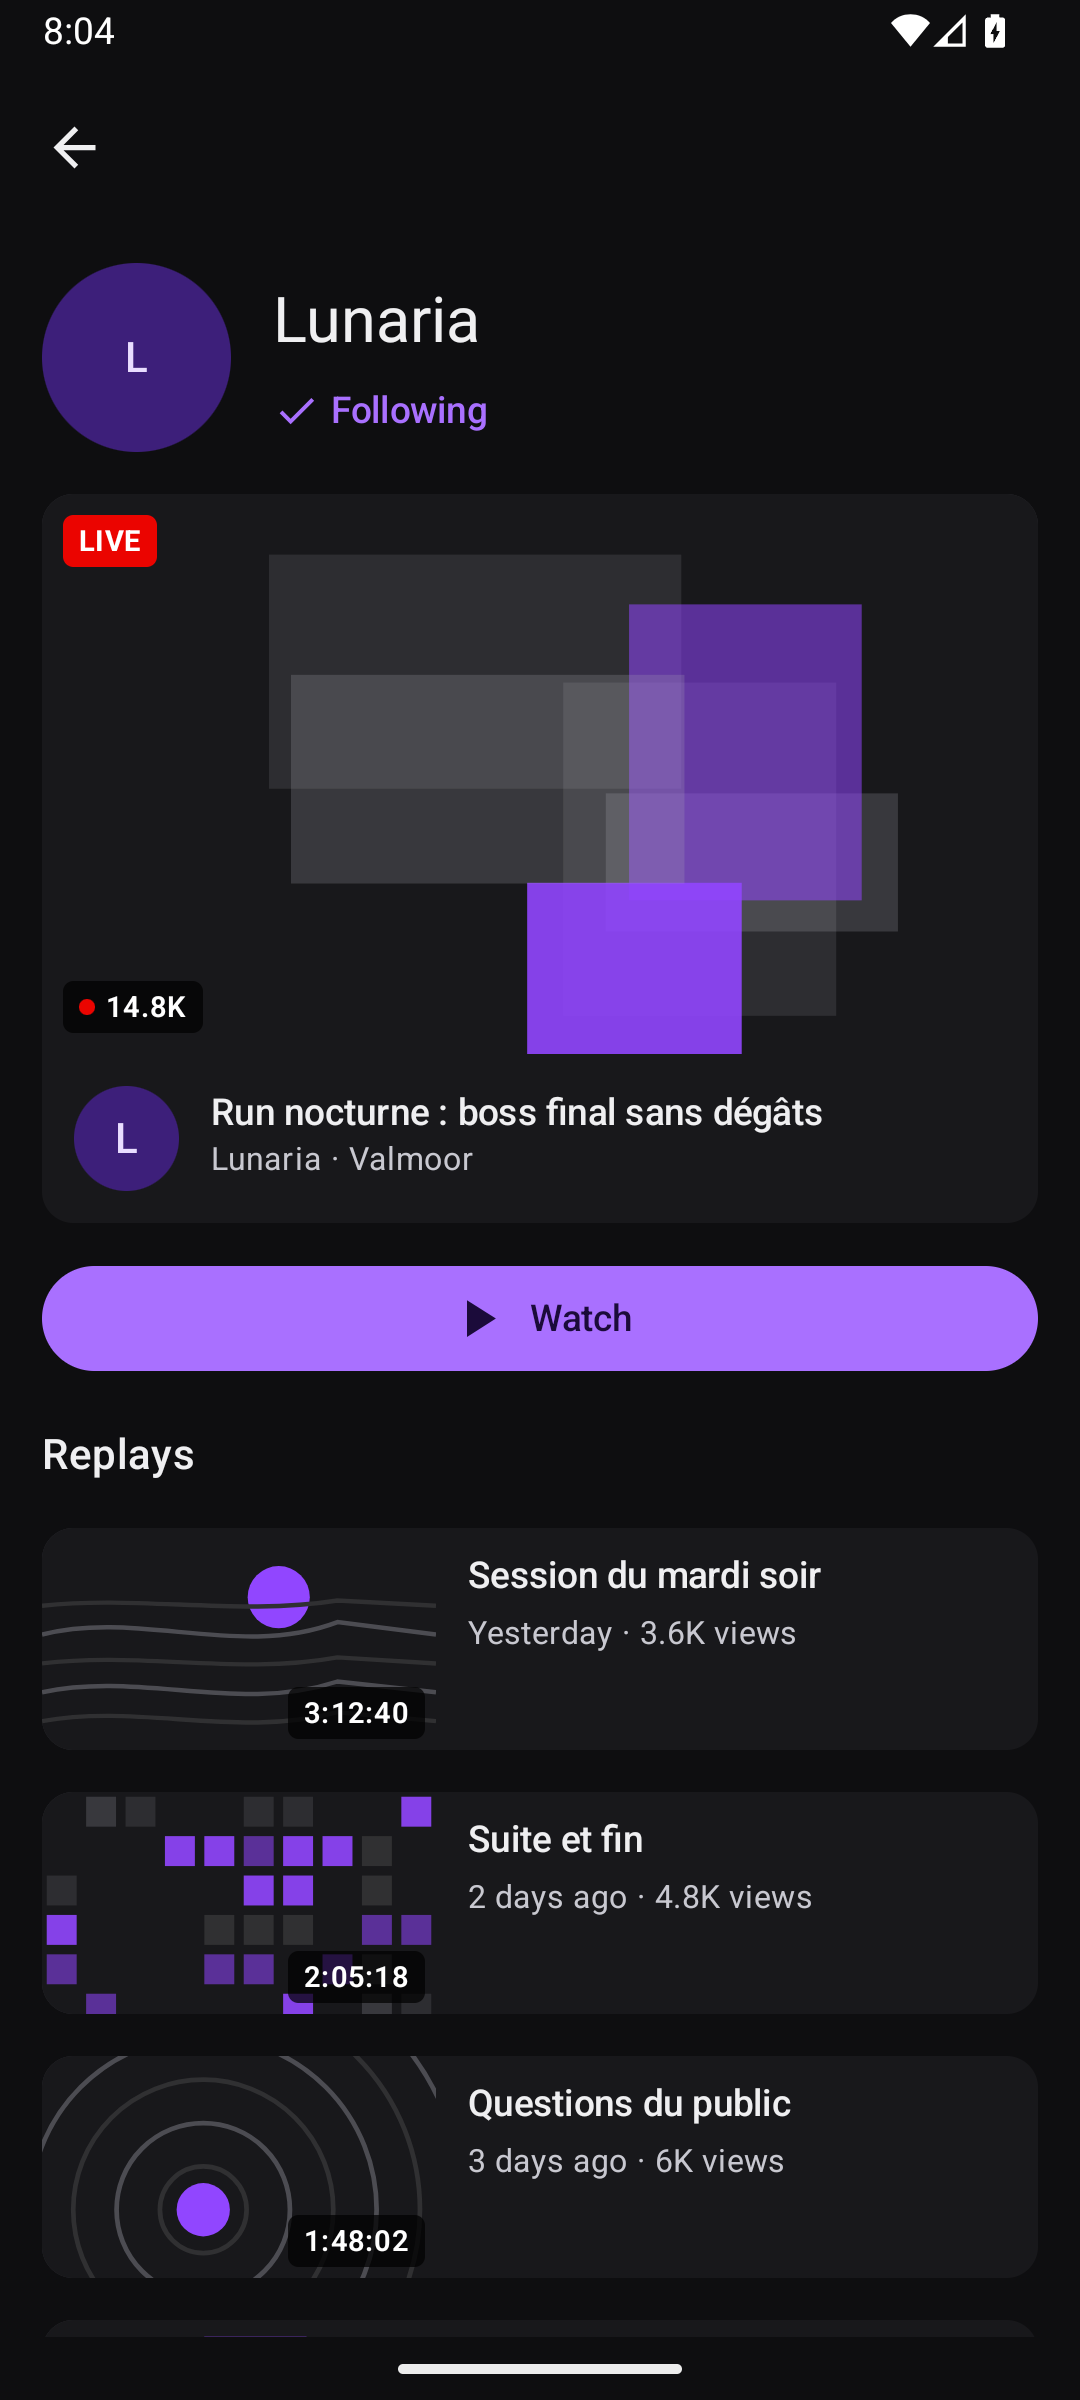 8:04
L
Lunaria
Following
LIVE
14.8K
L
Run nocturne : boss final sans dégâts
Lunaria · Valmoor
Watch
Replays
Session du mardi soir
Yesterday · 3.6K views
3:12:40
Suite et fin
2 days ago · 4.8K views
2:05:18
Questions du public
3 days ago · 6K views
1:48:02